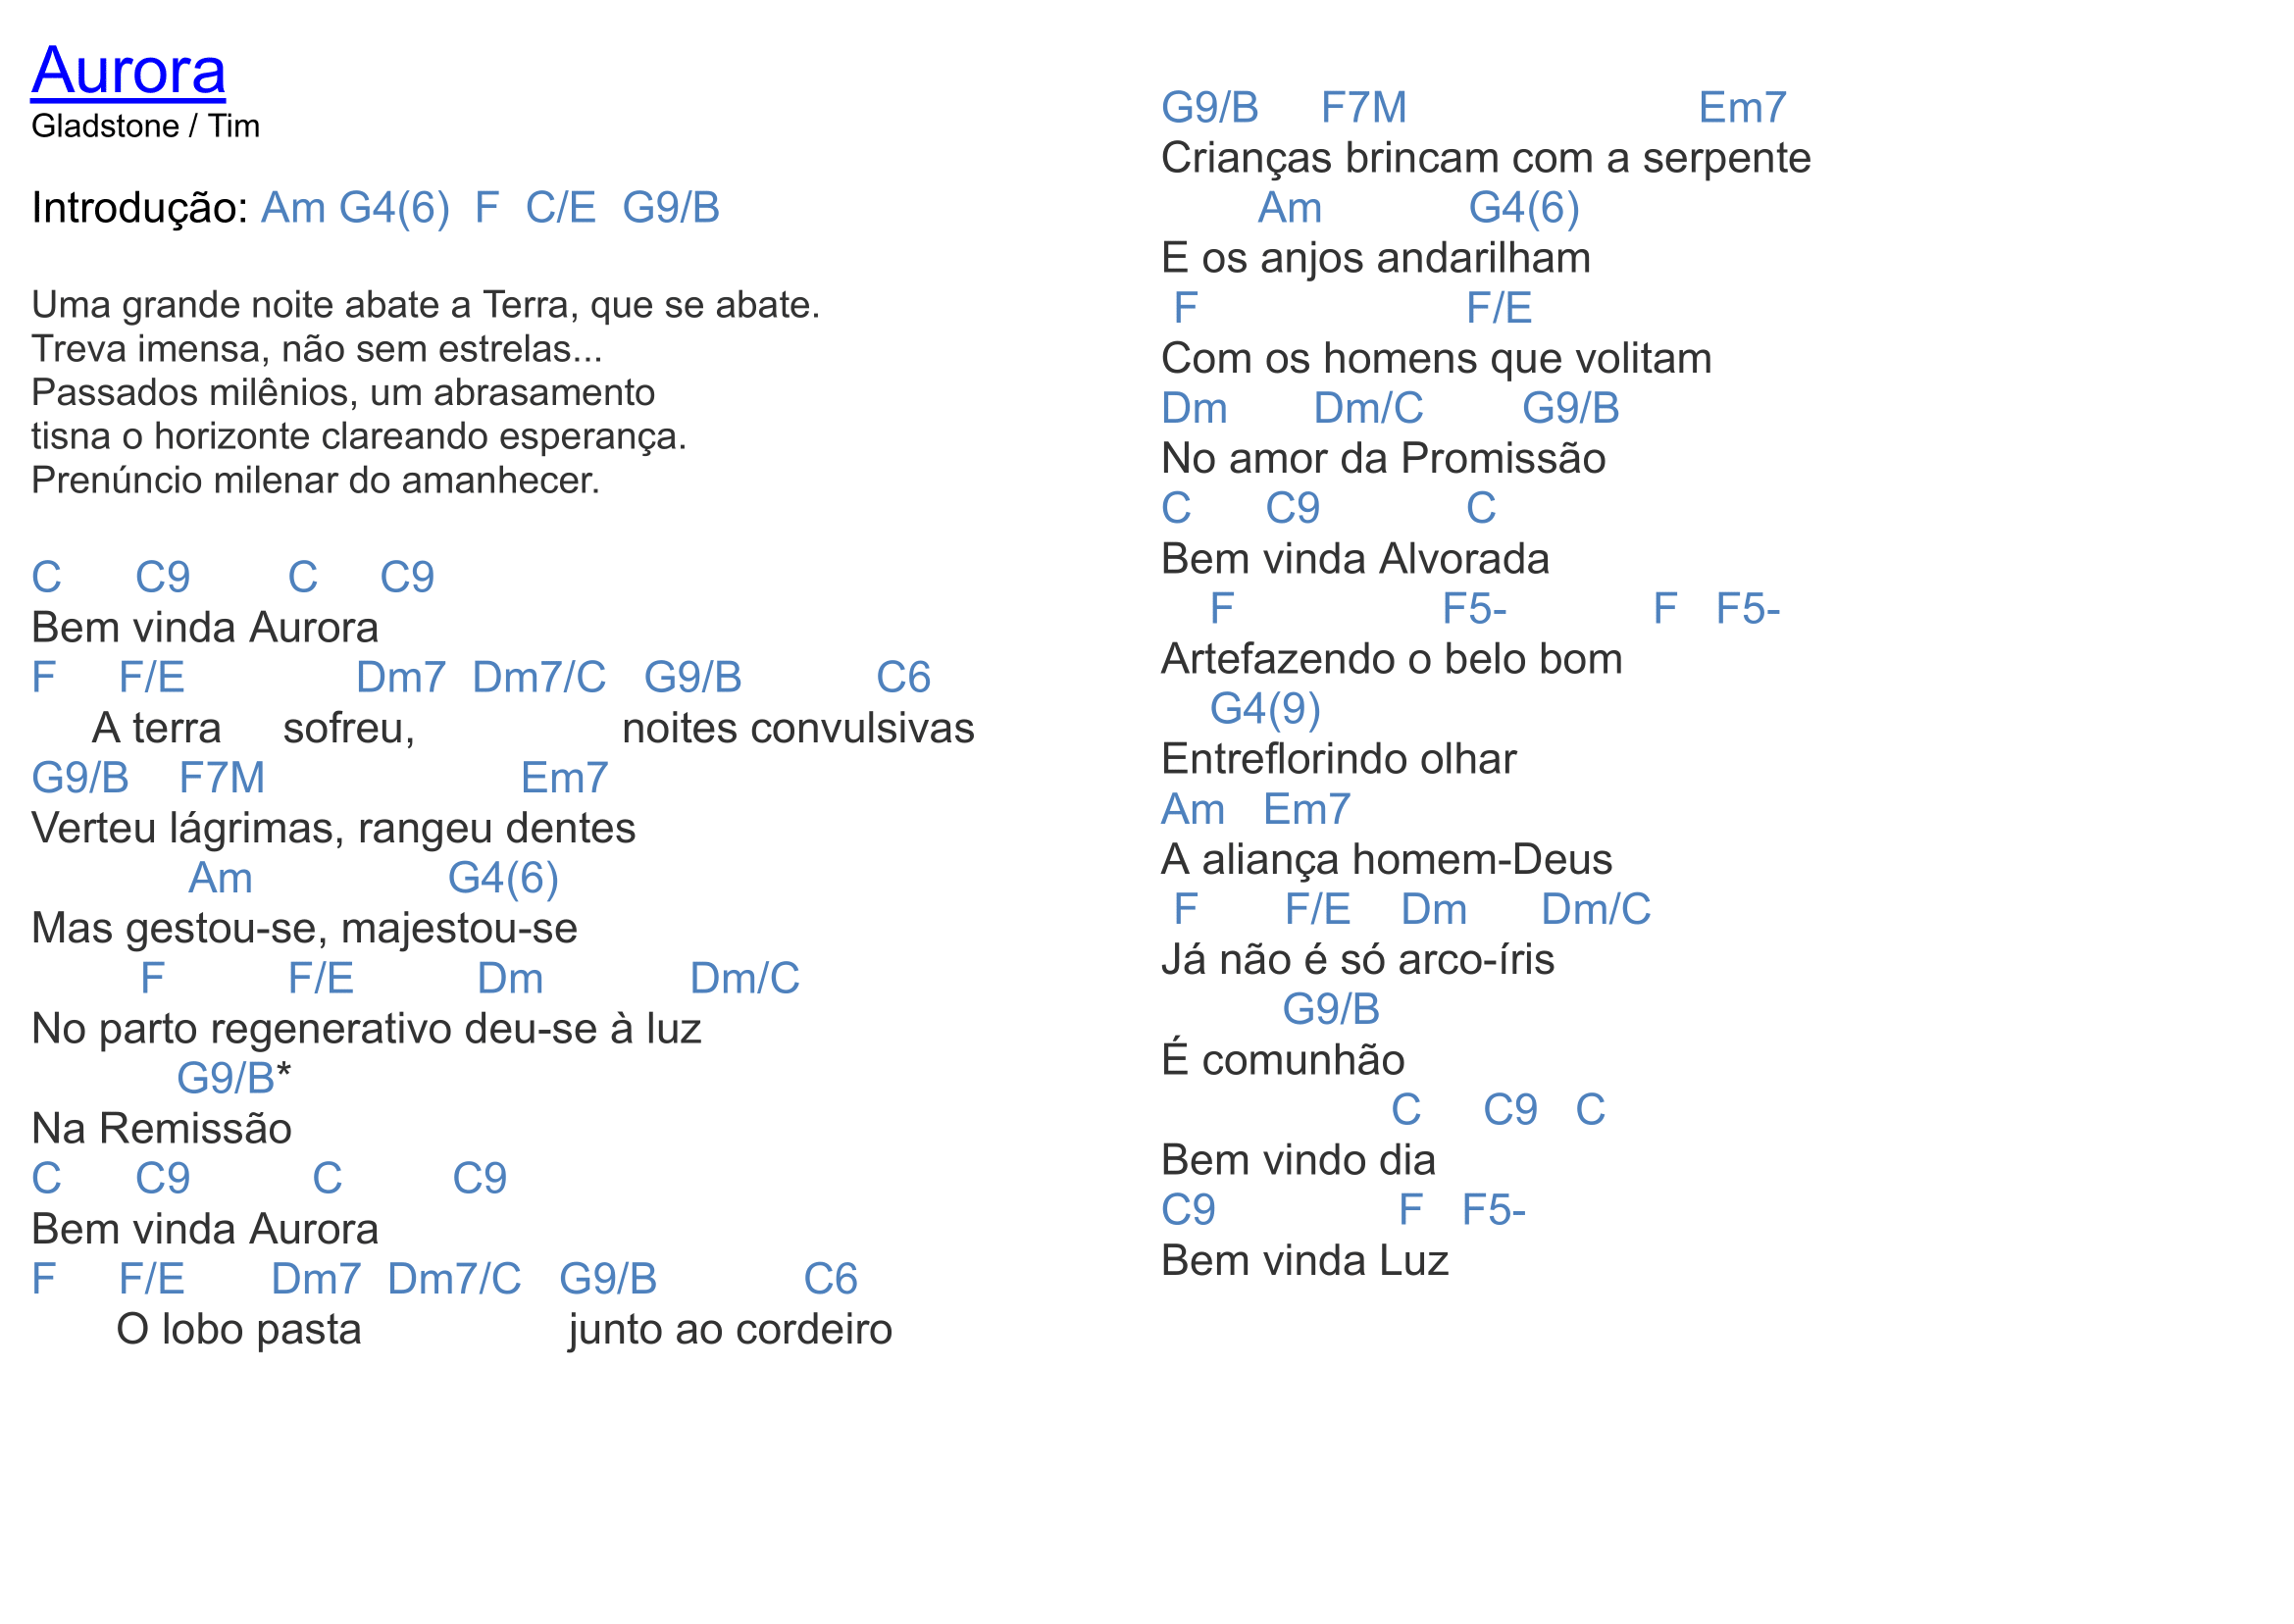 Aurora
Gladstone / Tim
Introdução: Am G4(6)  F  C/E  G9/B
Uma grande noite abate a Terra, que se abate.
Treva imensa, não sem estrelas...
Passados milênios, um abrasamento
tisna o horizonte clareando esperança.
Prenúncio milenar do amanhecer.
C      C9        C     C9
Bem vinda Aurora
F     F/E              Dm7  Dm7/C   G9/B           C6
     A terra     sofreu,                 noites convulsivas
G9/B    F7M                     Em7
Verteu lágrimas, rangeu dentes
             Am                G4(6)
Mas gestou-se, majestou-se
         F          F/E          Dm            Dm/C
No parto regenerativo deu-se à luz
            G9/B*
Na Remissão
C      C9          C         C9
Bem vinda Aurora
F     F/E       Dm7  Dm7/C   G9/B            C6
       O lobo pasta                 junto ao cordeiro
G9/B     F7M                        Em7
Crianças brincam com a serpente
        Am            G4(6)
E os anjos andarilham
 F                      F/E
Com os homens que volitam
Dm       Dm/C        G9/B
No amor da Promissão
C      C9            C
Bem vinda Alvorada
    F                 F5-            F   F5-
Artefazendo o belo bom
    G4(9)
Entreflorindo olhar
Am   Em7
A aliança homem-Deus
 F       F/E    Dm      Dm/C
Já não é só arco-íris
          G9/B
É comunhão
                   C     C9   C
Bem vindo dia
C9               F   F5-
Bem vinda Luz